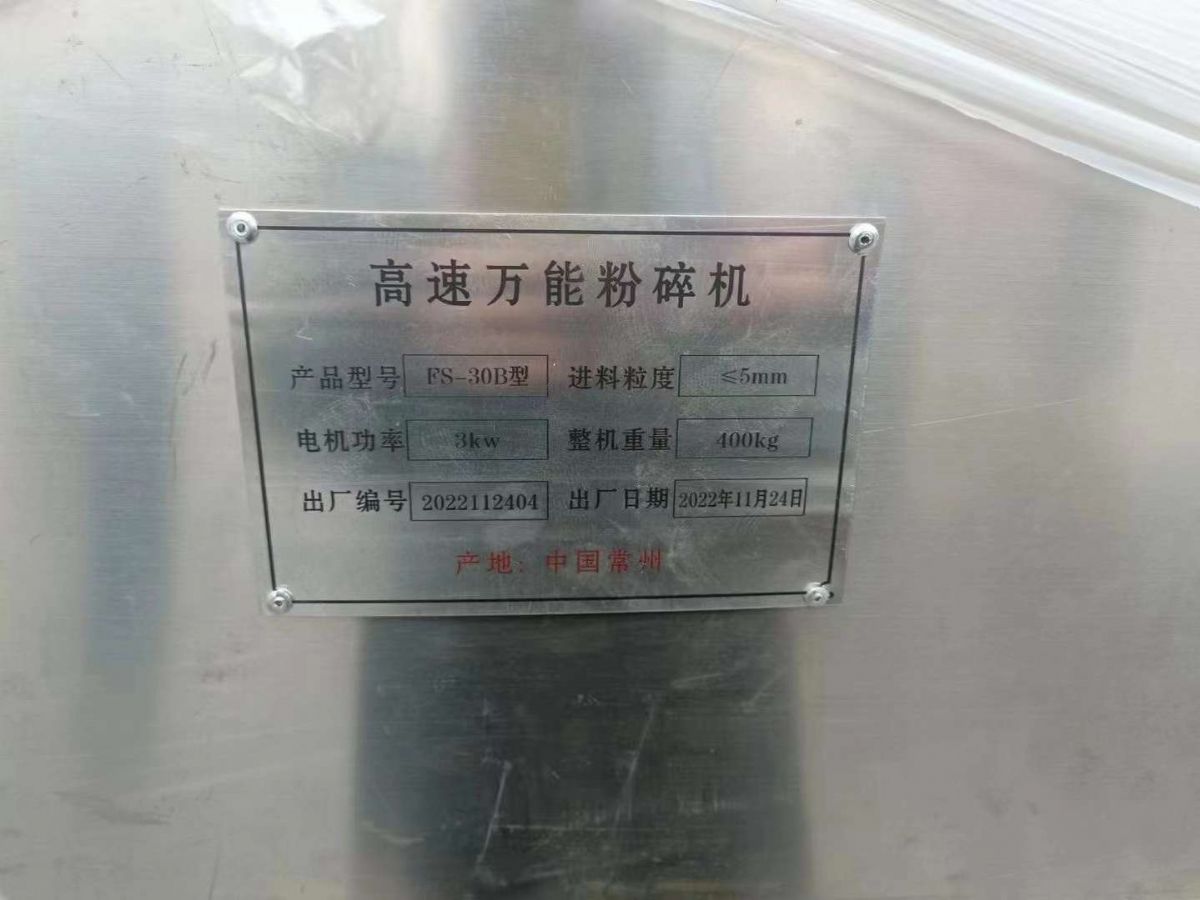 高速万能粉碎机
产品型号 FS-30B型 进料粒度 ≤5mm
电机功率 3kw 整机重量 400kg
出厂编号 2022112404 出厂日期 2022年11月24日
产地: 中国常州